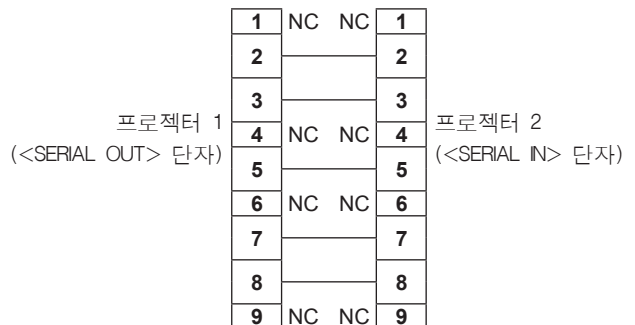 1 NC NC 1
2 2
3 3
프로젝터 1 프로젝터 2
4 NC NC 4
(<SERIAL OUT> 단자) (<SERIAL IN> 단자)
5 5
6 NC NC 6
7 7
8 8
9 NC NC 9